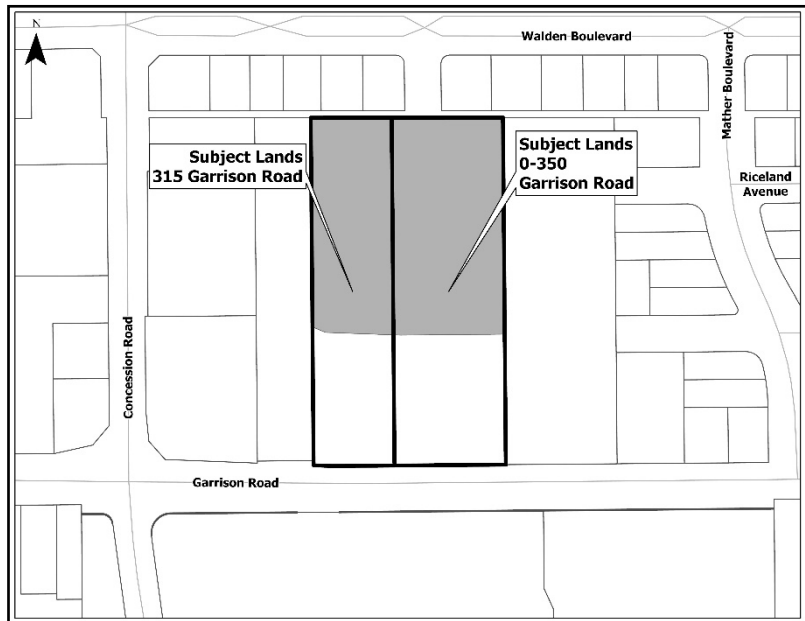 N
Walden Boulevard
Mather Boulevard
Subject Lands
315 Garrison Road
Subject Lands
0-350
Garrison Road
Riceland
Avenue
Concession Road
Garrison Road